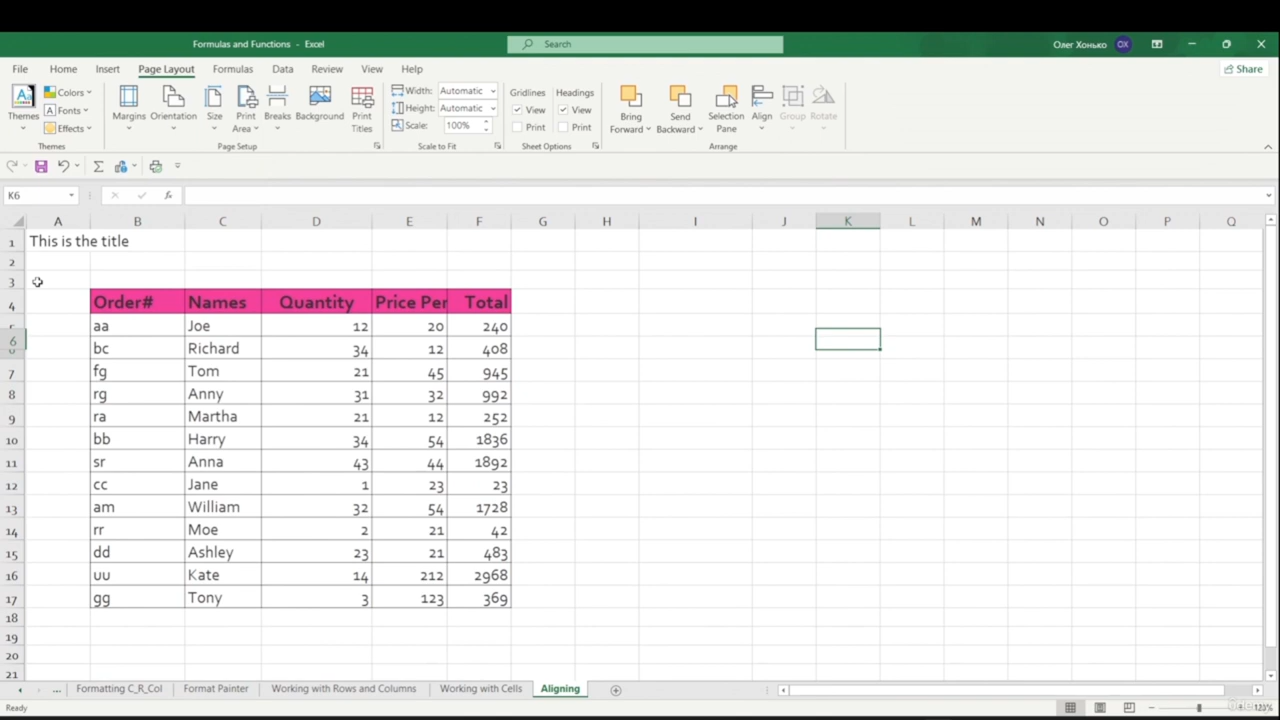 Formulas and Functions - Excel
Search
Олег Хонько
OX
File Home Insert Page Layout Formulas Data Review View Help
Share
Themes
Colors
Fonts
Effects
Themes
Margins
Orientation
Size
Print Area
Breaks
Background
Print Titles
Page Setup
Width: Automatic
Height: Automatic
Scale: 100%
Scale to Fit
Gridlines
View
Print
Headings
View
Print
Sheet Options
Bring Forward
Send Backward
Selection Pane
Align
Group
Rotate
Arrange
K6
fx
A B C D E F G H I J K L M N O P Q
1 This is the title
2
3
4 Order# Names Quantity Price Per Total
5 aa Joe 12 20 240
6 bc Richard 34 12 408
7 fg Tom 21 45 945
8 rg Anny 31 32 992
9 ra Martha 21 12 252
10 bb Harry 34 54 1836
11 sr Anna 43 44 1892
12 cc Jane 1 23 23
13 am William 32 54 1728
14 rr Moe 2 21 42
15 dd Ashley 23 21 483
16 uu Kate 14 212 2968
17 gg Tony 3 123 369
18
19
20
21
... Formatting C_R_Col Format Painter Working with Rows and Columns Working with Cells Aligning
Ready